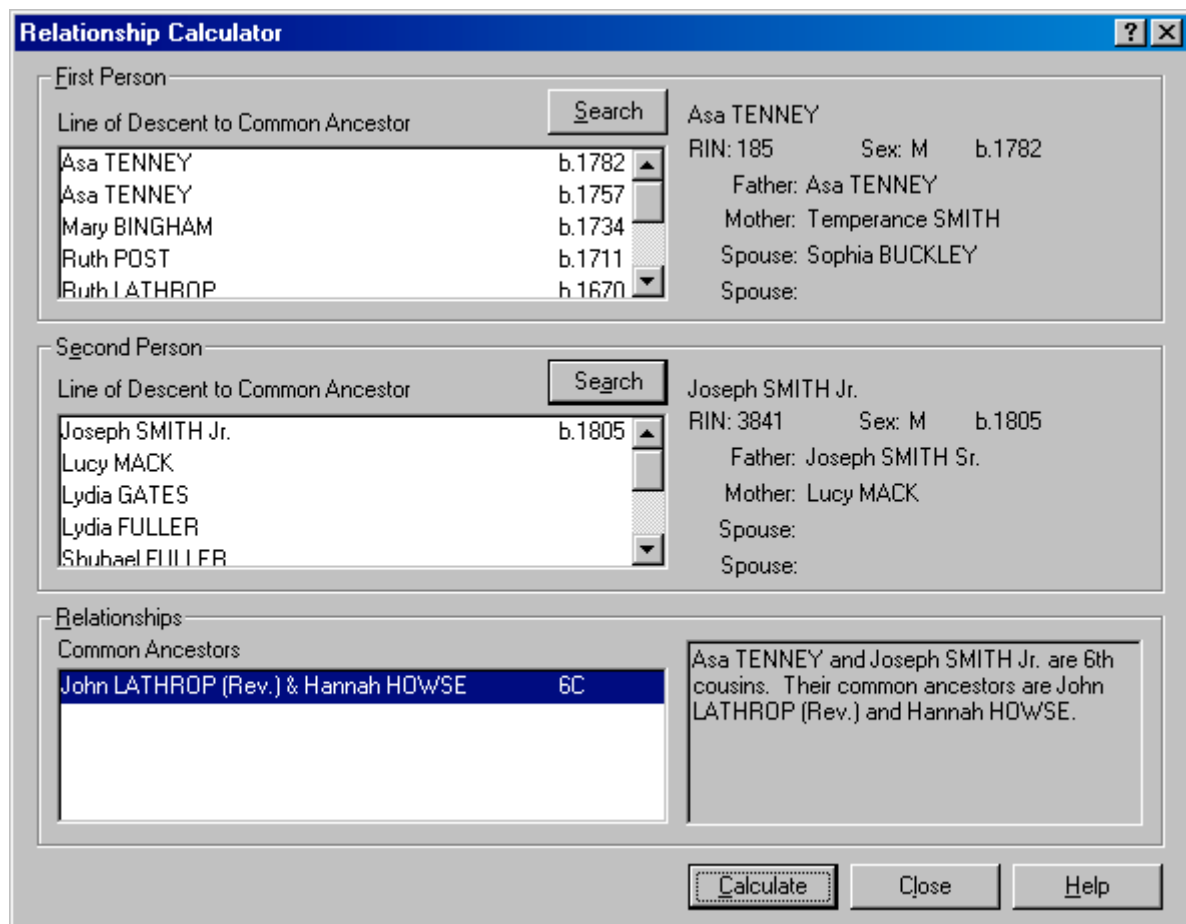 Relationship Calculator
First Person
Line of Descent to Common Ancestor
Search
Asa TENNEY b.1782
Asa TENNEY b.1757
Mary BINGHAM b.1734
Ruth POST b.1711
Ruth LATHROP b.1670
Asa TENNEY
RIN: 185 Sex: M b.1782
Father: Asa TENNEY
Mother: Temperance SMITH
Spouse: Sophia BUCKLEY
Spouse:
Second Person
Line of Descent to Common Ancestor
Search
Joseph SMITH Jr. b.1805
Lucy MACK
Lydia GATES
Lydia FULLER
Shubael FULLER
Joseph SMITH Jr.
RIN: 3841 Sex: M b.1805
Father: Joseph SMITH Sr.
Mother: Lucy MACK
Spouse:
Spouse:
Relationships
Common Ancestors
John LATHROP (Rev.) & Hannah HOWSE 6C
Asa TENNEY and Joseph SMITH Jr. are 6th
cousins. Their common ancestors are John
LATHROP (Rev.) and Hannah HOWSE.
Calculate Close Help